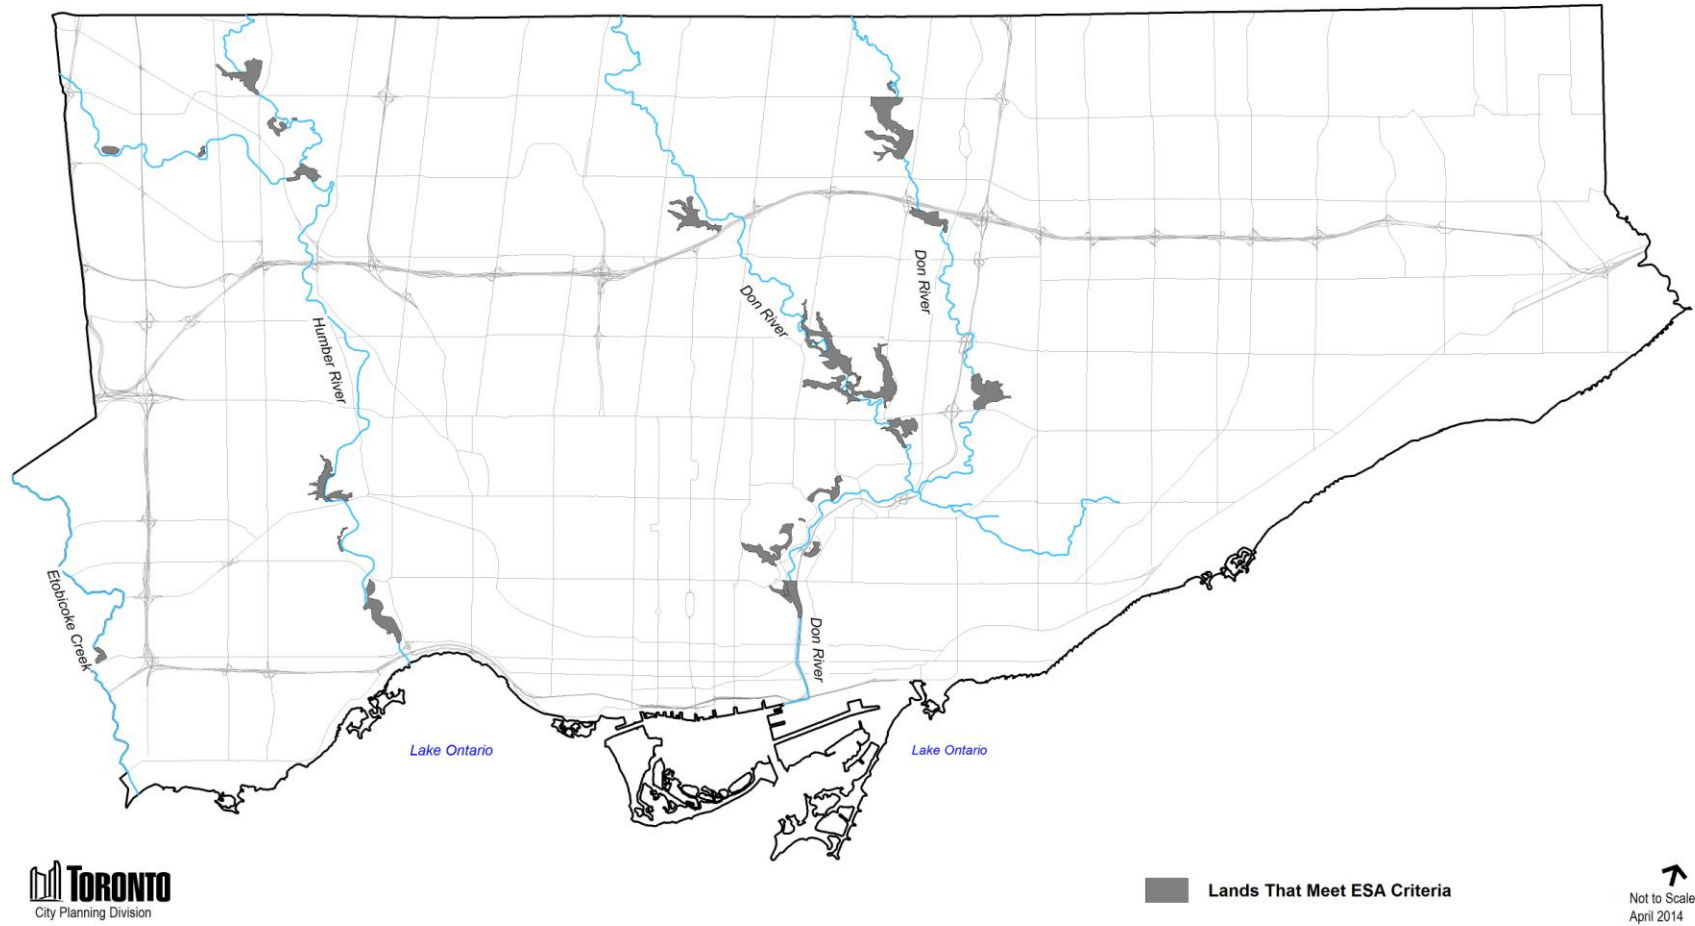 Don River
Don River
Humber River
Etobicoke Creek
Don River
Lake Ontario
Lake Ontario
TORONTO
City Planning Division
Lands That Meet ESA Criteria
Not to Scale
April 2014